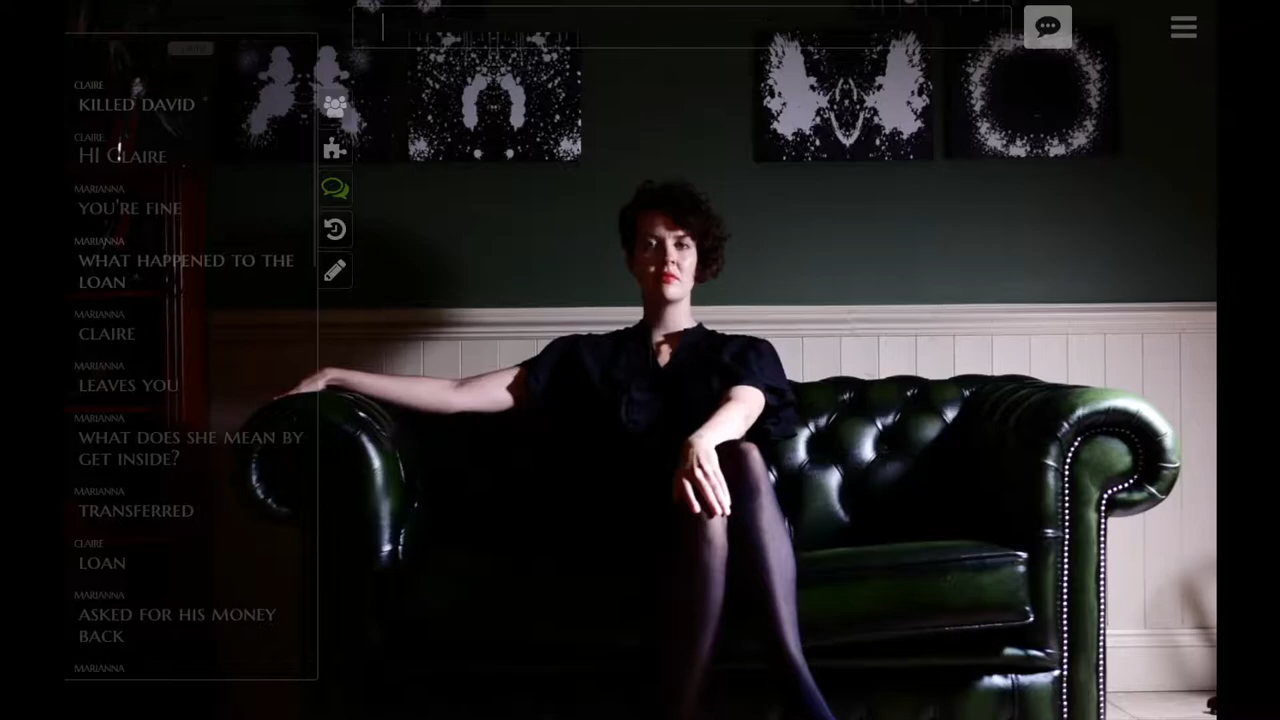 CLAIRE
KILLED DAVID
CLAIRE
HI CLAIRE
MARIANNA
YOU'RE FINE
MARIANNA
WHAT HAPPENED TO THE
LOAN
MARIANNA
CLAIRE
MARIANNA
LEAVES YOU
MARIANNA
WHAT DOES SHE MEAN BY
GET INSIDE?
MARIANNA
TRANSFERRED
CLAIRE
LOAN
MARIANNA
ASKED FOR HIS MONEY
BACK
MARIANNA